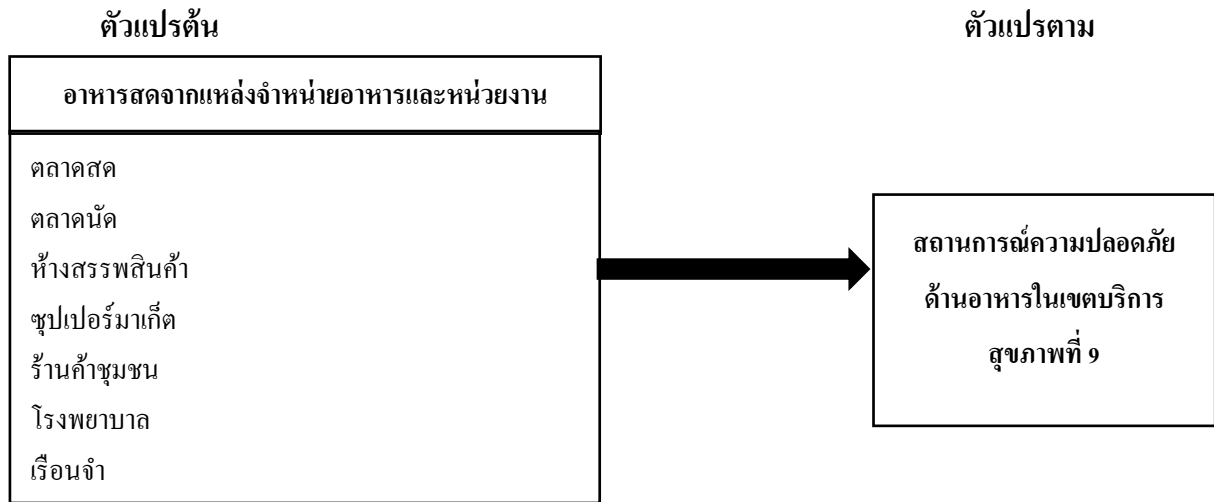 ตัวแปรต้น
ตัวแปรตาม
อาหารสดจากแหล่งจำหน่ายอาหารและหน่วยงาน
ตลาดสด
ตลาดนัด
ห้างสรรพสินค้า
ซุปเปอร์มาเก็ต
ร้านค้าชุมชน
โรงพยาบาล
เรือนจำ
สถานการณ์ความปลอดภัย
ด้านอาหารในเขตบริการ
สุขภาพที่ 9